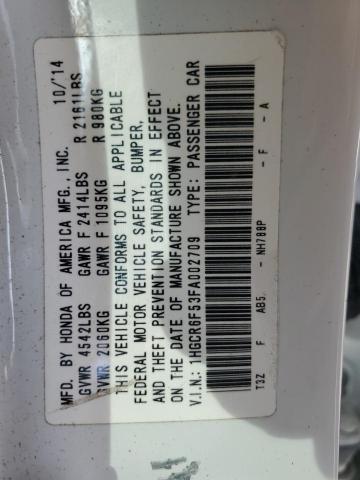 MFD. BY HONDA OF AMERICA MFG., INC. 10/'14
GVWR 4542LBS GAWR F 2414LBS R 2161LBS
GVWR 2060KG GAWR F 1095KG R 980KG
THIS VEHICLE CONFORMS TO ALL APPLICABLE
FEDERAL MOTOR VEHICLE SAFETY, BUMPER,
AND THEFT PREVENTION STANDARDS IN EFFECT
ON THE DATE OF MANUFACTURE SHOWN ABOVE.
V.I.N.: 1HGCR6F53FA002709 TYPE: PASSENGER CAR
T3Z F AB5. NH788P - F - A